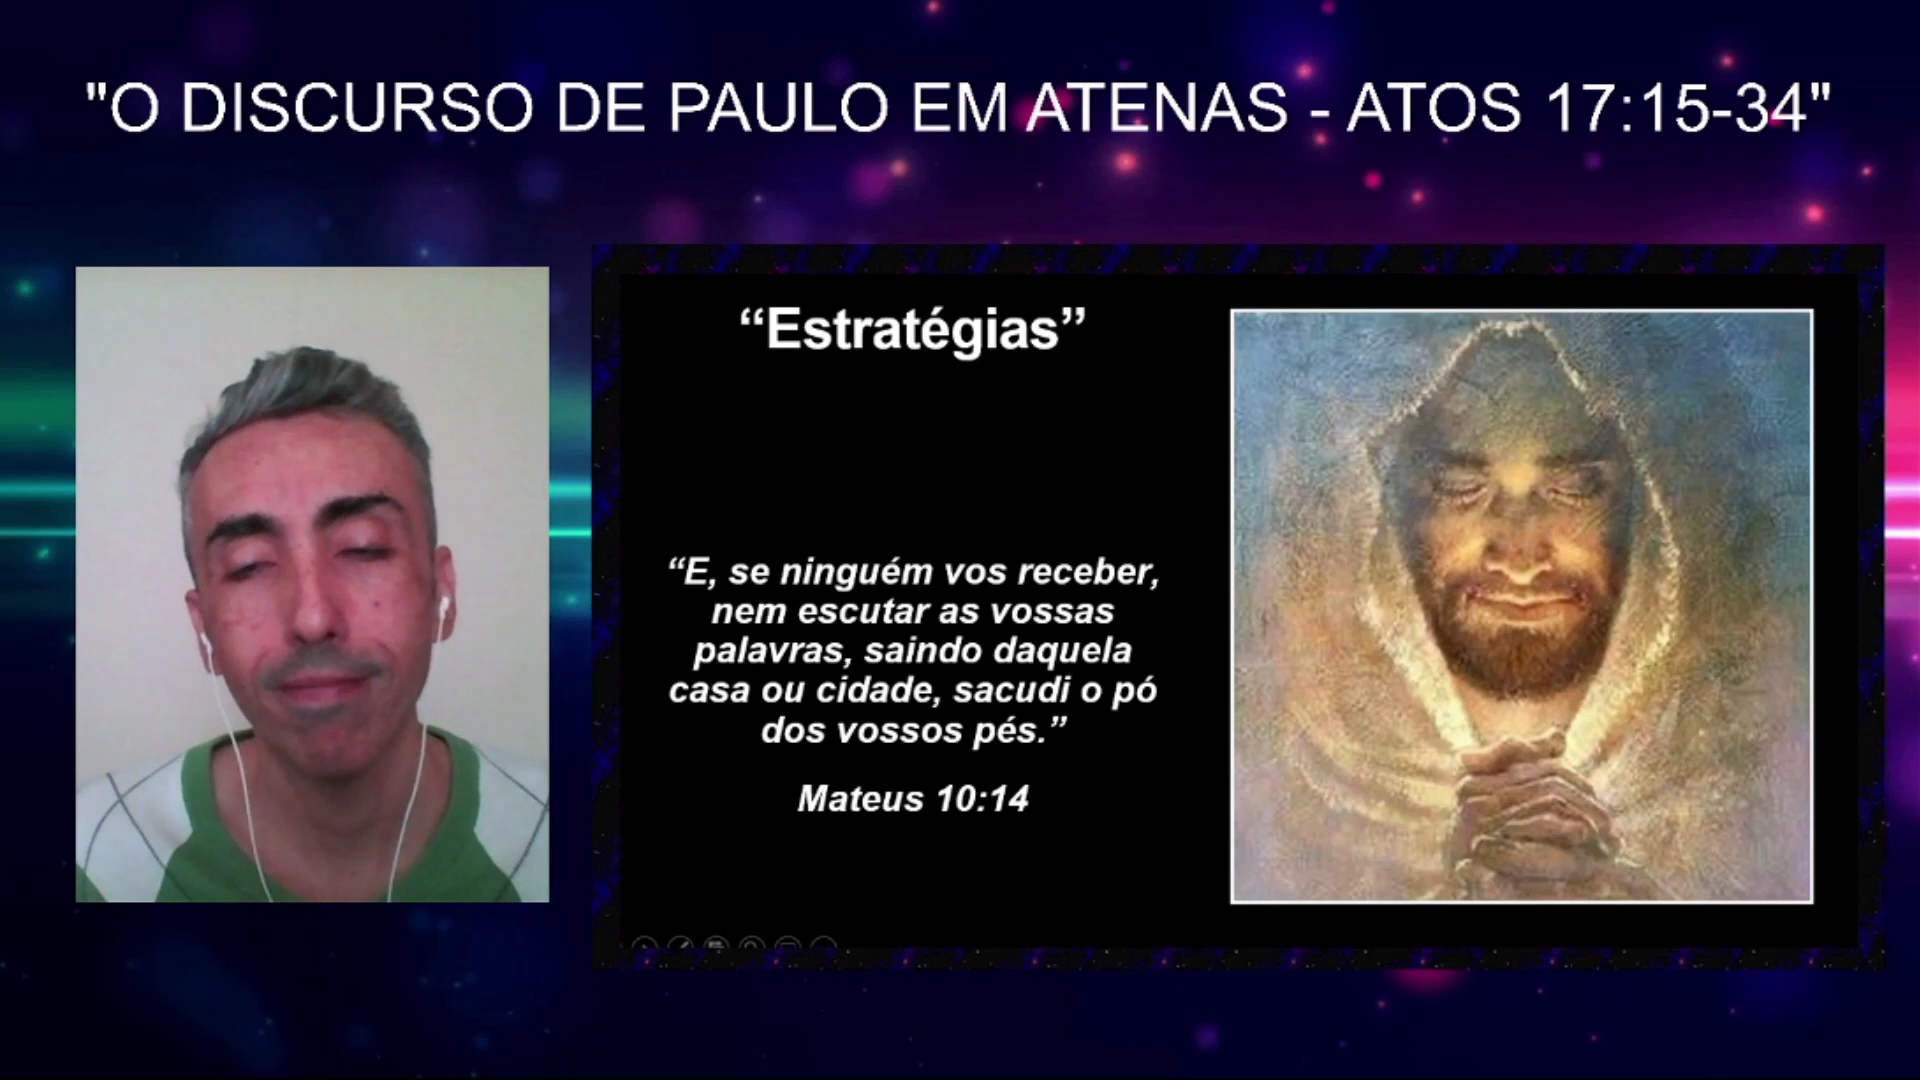 "O DISCURSO DE PAULO EM ATENAS - ATOS 17:15-34"
“Estratégias”
“E, se ninguém vos receber,
nem escutar as vossas
palavras, saindo daquela
casa ou cidade, sacudi o pó
dos vossos pés.”
Mateus 10:14